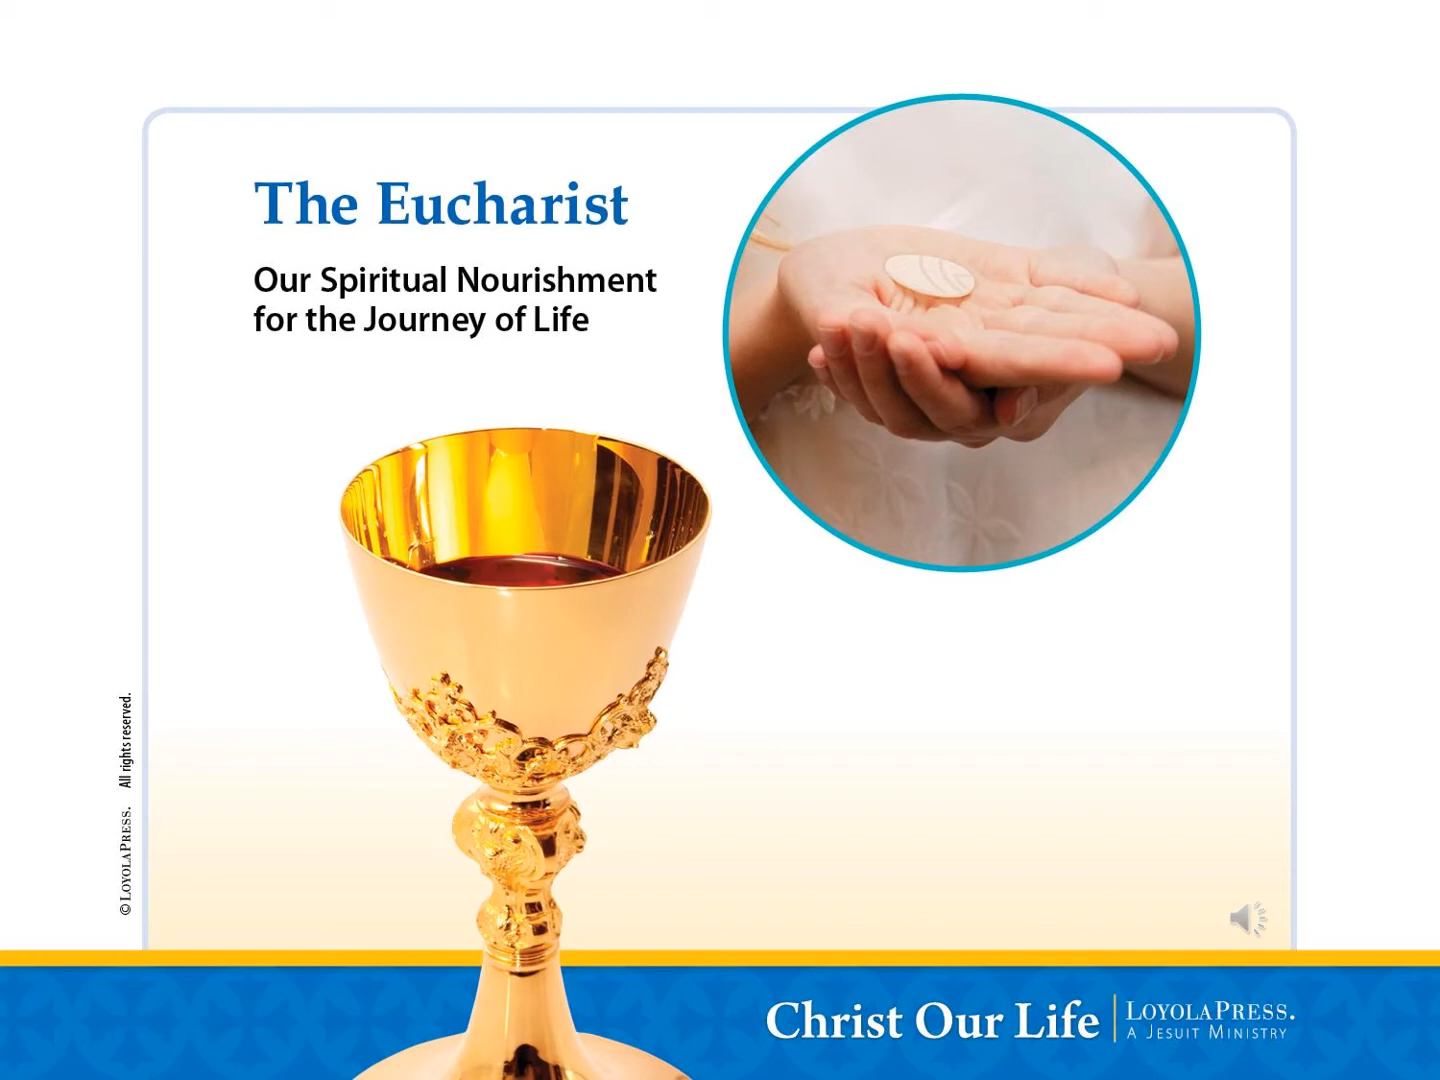 The Eucharist
Our Spiritual Nourishment
for the Journey of Life
© LOYOLAPRESS. All rights reserved.
Christ Our Life
LOYOLAPRESS.
A JESUIT MINISTRY